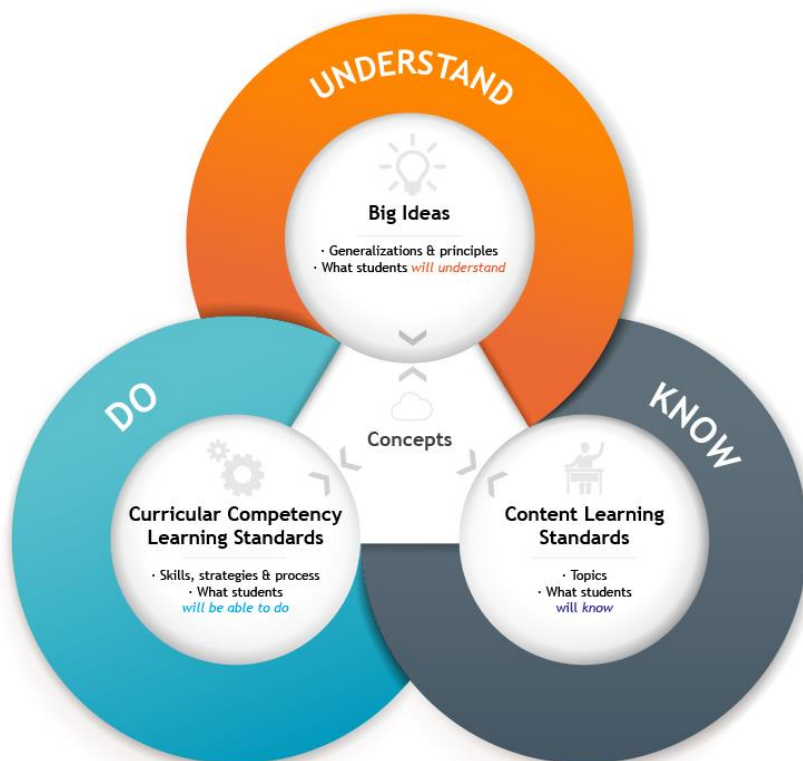 UNDERSTAND
Big Ideas
· Generalizations & principles
· What students will understand
DO
KNOW
Concepts
Curricular Competency
Learning Standards
· Skills, strategies & process
· What students
will be able to do
Content Learning
Standards
· Topics
· What students
will know